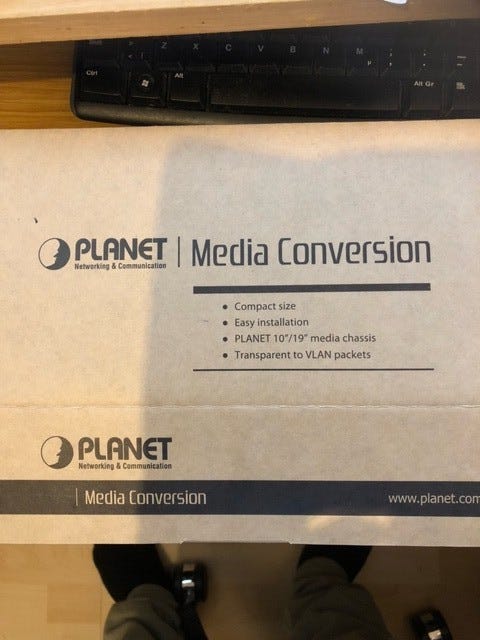 Z X C V B N M
Ctrl Alt Alt Gr
PLANET
Networking & Communication
Media Conversion
• Compact size
• Easy installation
• PLANET 10"/19" media chassis
• Transparent to VLAN packets
PLANET
Networking & Communication
Media Conversion
www.planet.com